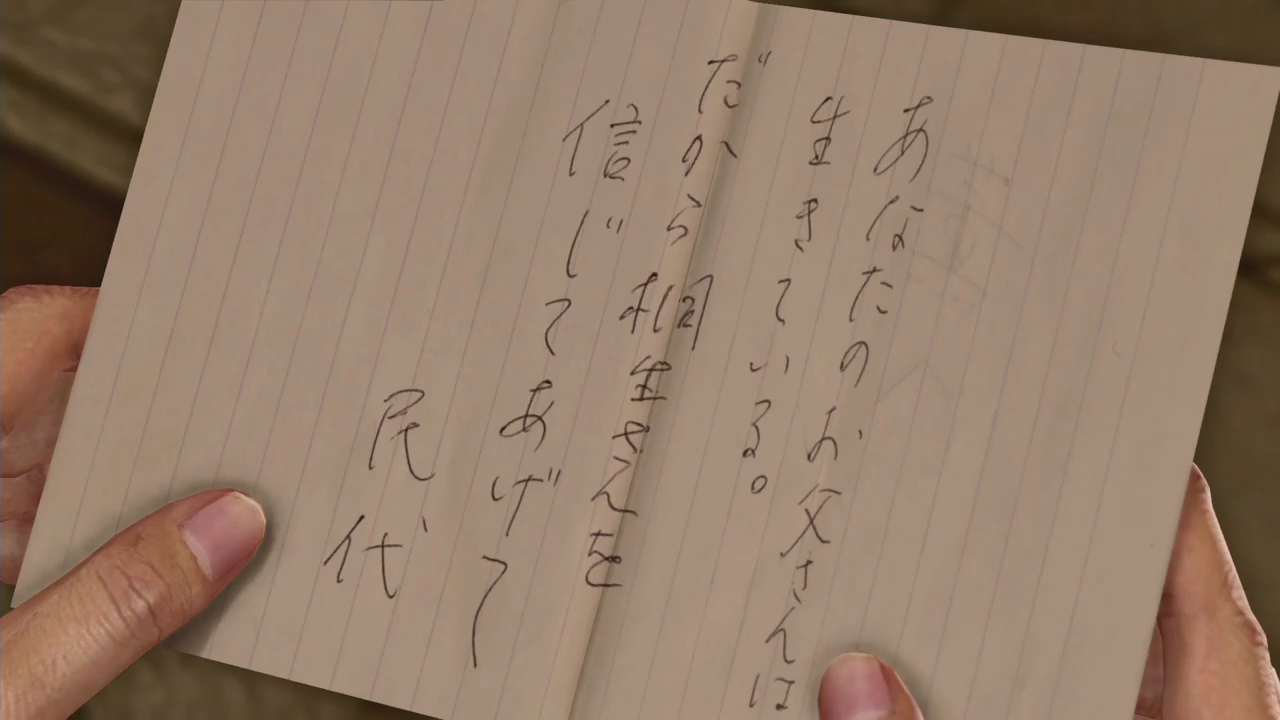 あなたのお父さんは
生きている。
だから桐生さんを
信じてあげて
民代